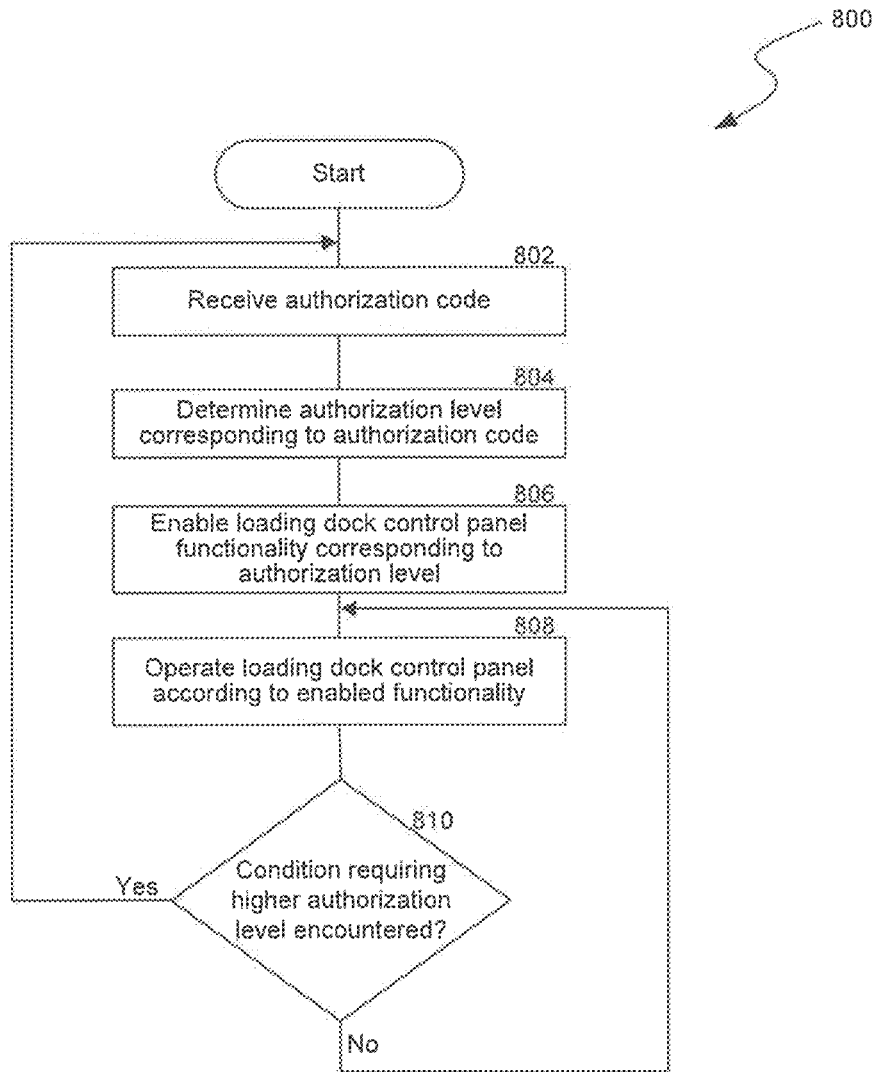 800
Start
802
Receive authorization code
804
Determine authorization level
corresponding to authorization code
806
Enable loading dock control panel
functionality corresponding to
authorization level
808
Operate loading dock control panel
according to enabled functionality
810
Condition requiring
higher authorization
level encountered?
Yes
No